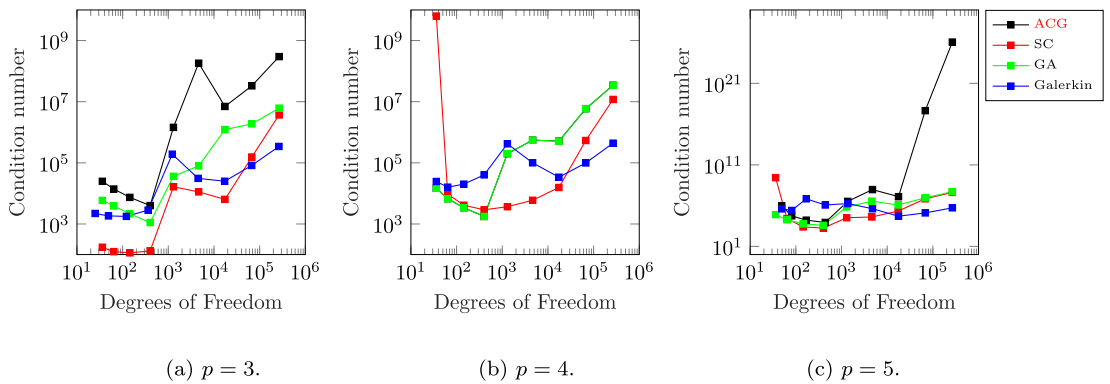 10^9
10^7
10^5
10^3
Condition number
10^1 10^2 10^3 10^4 10^5 10^6
Degrees of Freedom
(a) p = 3.
10^9
10^7
10^5
10^3
Condition number
10^1 10^2 10^3 10^4 10^5 10^6
Degrees of Freedom
(b) p = 4.
10^21
10^11
10^1
Condition number
10^1 10^2 10^3 10^4 10^5 10^6
Degrees of Freedom
(c) p = 5.
ACG
SC
GA
Galerkin